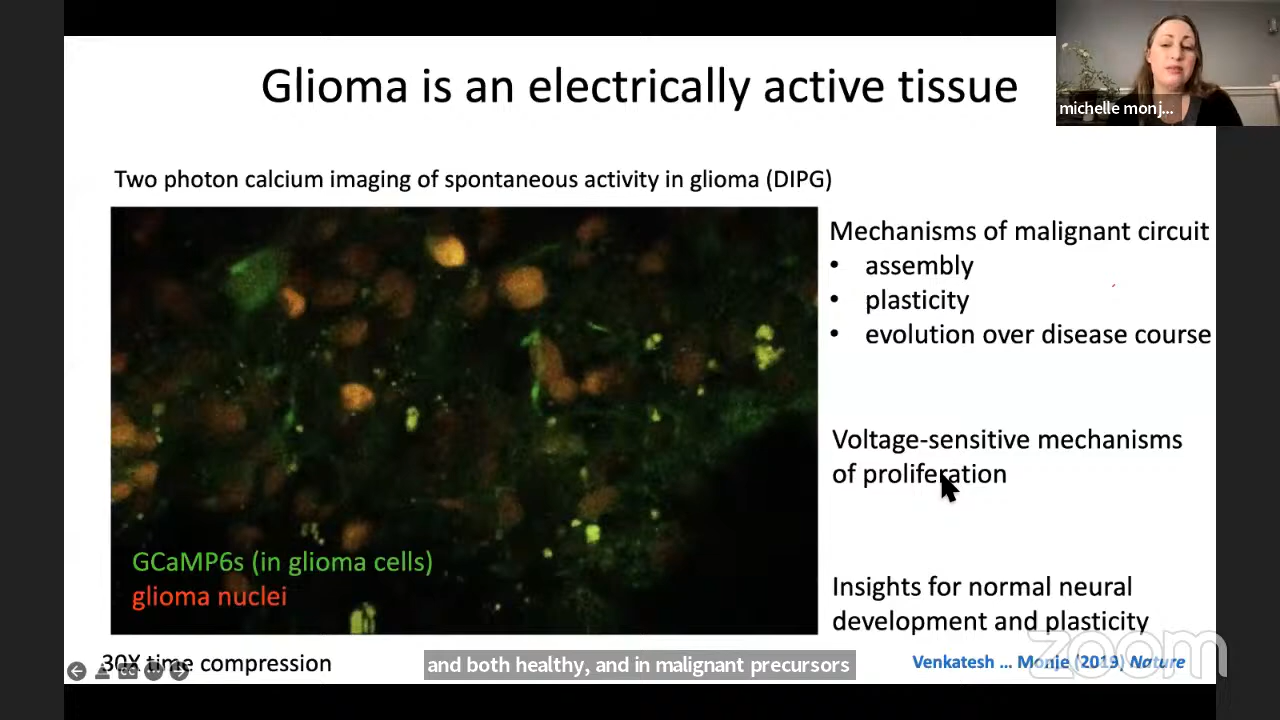 Glioma is an electrically active tissue
michelle monj...
Two photon calcium imaging of spontaneous activity in glioma (DIPG)
Mechanisms of malignant circuit
• assembly
• plasticity
• evolution over disease course
Voltage-sensitive mechanisms
of proliferation
GCaMP6s (in glioma cells)
glioma nuclei
Insights for normal neural
development and plasticity
30X time compression
and both healthy, and in malignant precursors
Venkatesh ... Monje (2019) Nature
zoom